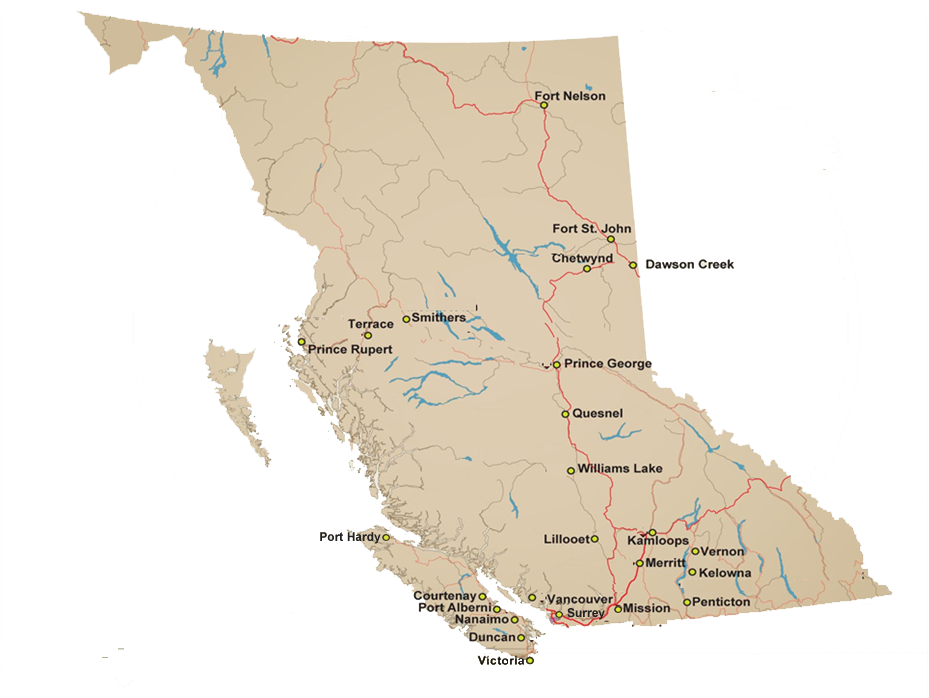 Fort Nelson
Fort St. John
Chetwynd
Dawson Creek
Smithers
Terrace
Prince Rupert
Prince George
Quesnel
Williams Lake
Port Hardy
Lillooet
Kamloops
Vernon
Merritt
Kelowna
Courtenay
Vancouver
Penticton
Port Alberni
Surrey
Mission
Nanaimo
Duncan
Victoria